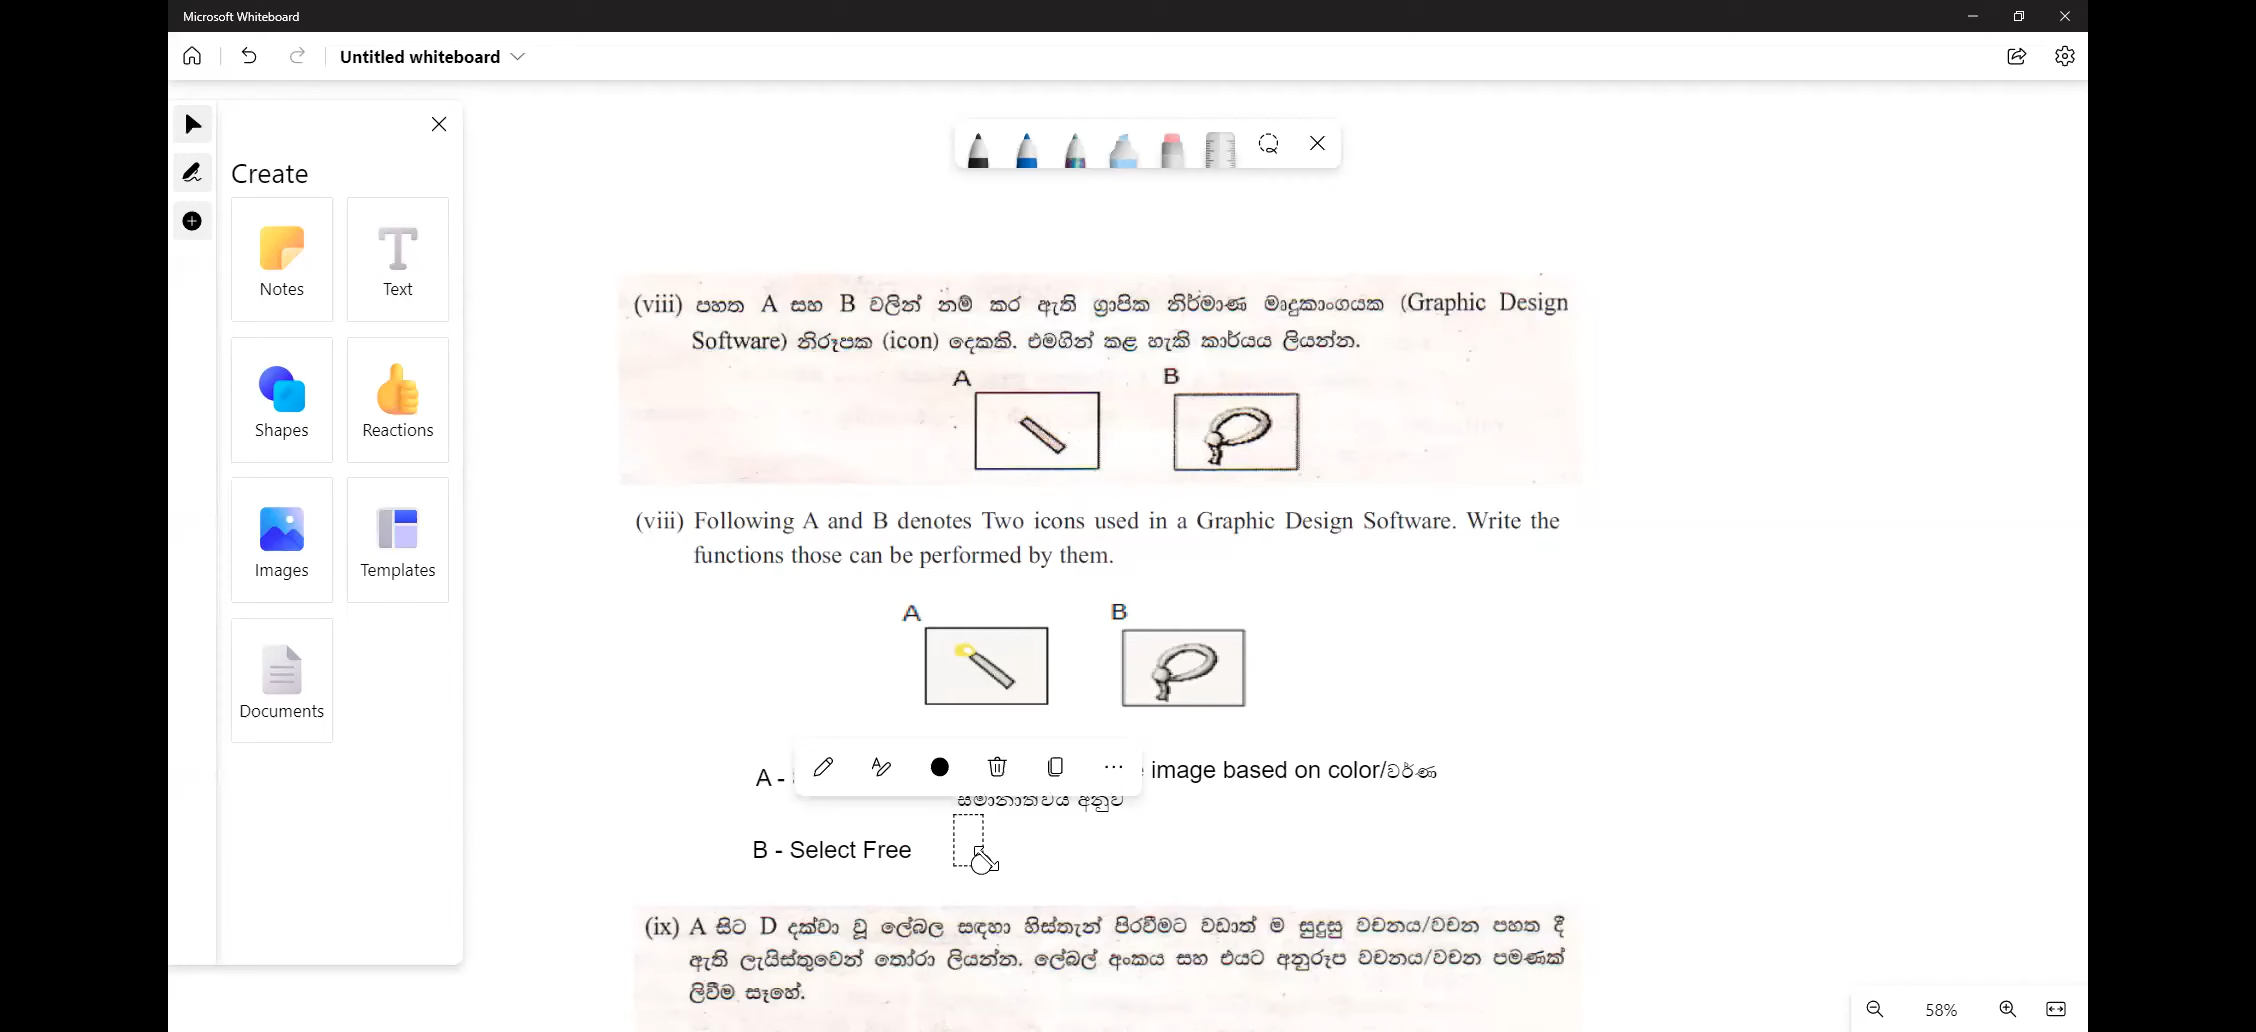 Microsoft Whiteboard
Untitled whiteboard
Create
Notes
Text
Shapes
Reactions
Images
Templates
Documents
(viii) පහත A සහ B වලින් නම් කර ඇති ග්‍රාපික නිර්මාණ මෘදුකාංගයක (Graphic Design
Software) නිරූපක (icon) දෙකකි. එමගින් කළ හැකි කාර්යය ලියන්න.
A B
(viii) Following A and B denotes Two icons used in a Graphic Design Software. Write the
functions those can be performed by them.
A B
A - image based on color/වර්ණ
සමානාත්වය අනුව
B - Select Free
(ix) A සිට D දක්වා වූ ලේබල සඳහා හිස්තැන් පිරවීමට වඩාත් ම සුදුසු වචනය/වචන පහත දී
ඇති ලැයිස්තුවෙන් තෝරා ලියන්න. ලේබල් අංකය සහ එයට අනුරූප වචනය/වචන පමණක්
ලිවීම සෑහේ.
58%